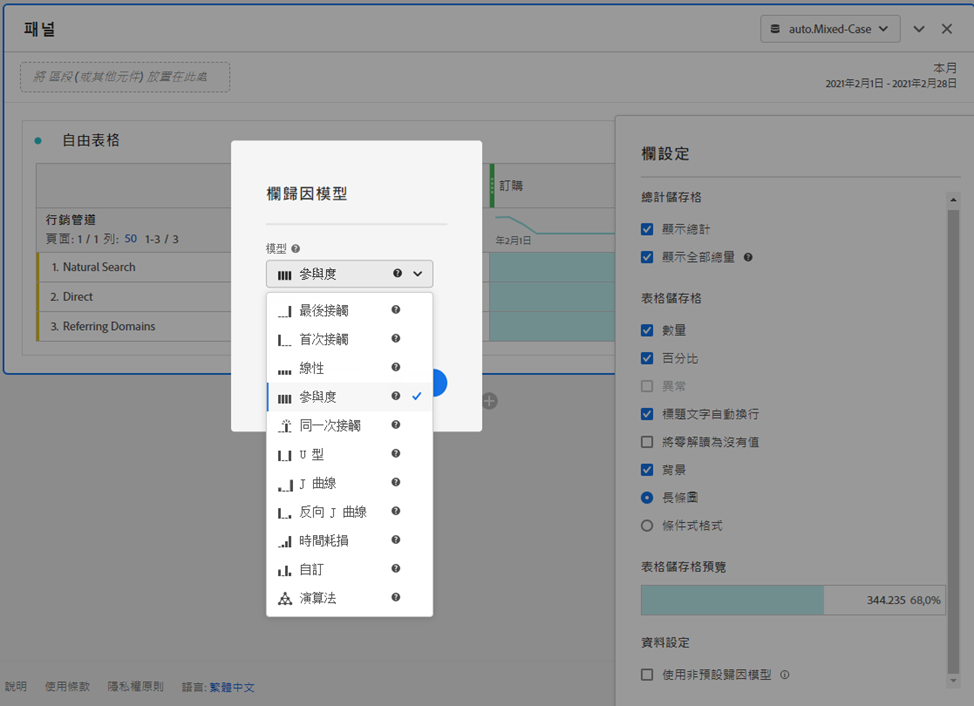 패널
auto.Mixed-Case
將 區段 (或其他元件) 放置在此處
本月
2021年2月1日 - 2021年2月28日
自由表格
訂購
行銷管道
頁面: 1 / 1 列: 50 1-3 / 3
年2月1日
1. Natural Search
2. Direct
3. Referring Domains
欄歸因模型
模型
參與度
最後接觸
首次接觸
線性
參與度
同一次接觸
U 型
J 曲線
反向 J 曲線
時間耗損
自訂
演算法
欄設定
總計儲存格
顯示總計
顯示全部總量
表格儲存格
數量
百分比
異常
標題文字自動換行
將零解讀為沒有值
背景
長條圖
條件式格式
表格儲存格預覽
344.235 68,0%
資料設定
使用非預設歸因模型
說明 使用條款 隱私權原則 語言: 繁體中文